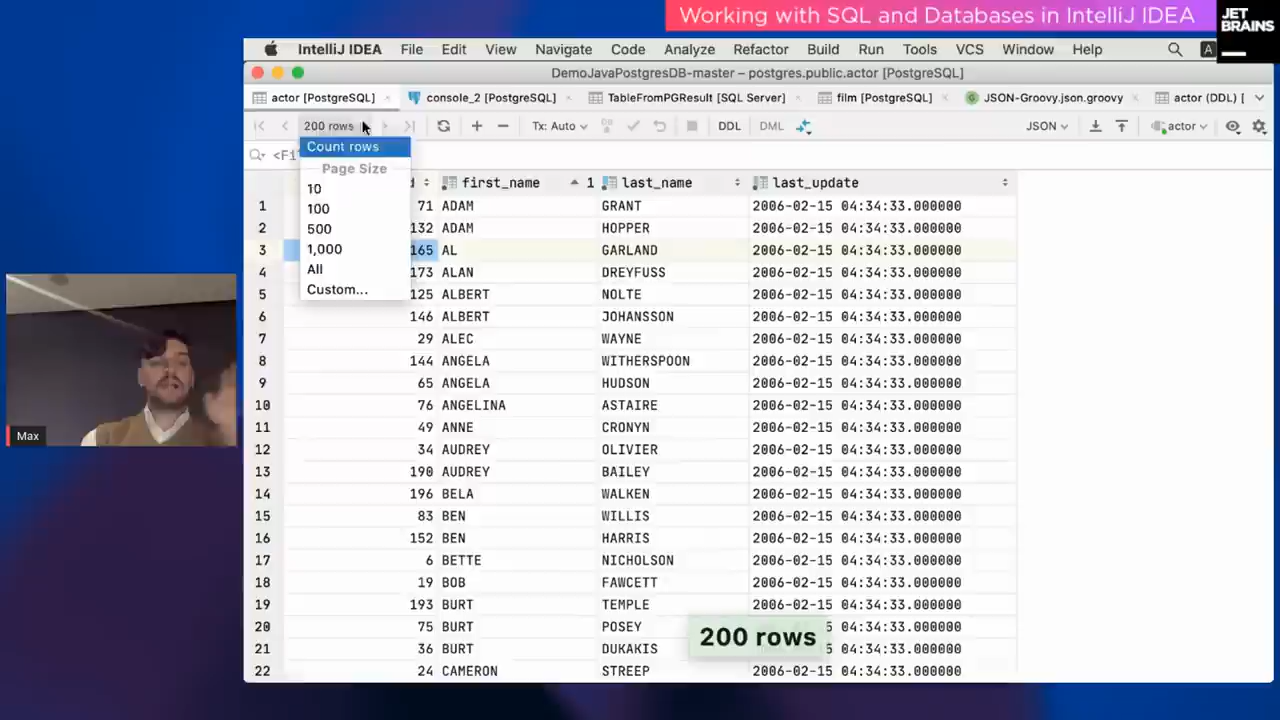 Working with SQL and Databases in IntelliJ IDEA
JET
BRAINS
IntelliJ IDEA File Edit View Navigate Code Analyze Refactor Build Run Tools VCS Window Help A
DemoJavaPostgresDB-master – postgres.public.actor [PostgreSQL]
actor [PostgreSQL] console_2 [PostgreSQL] TableFromPGResult [SQL Server] film [PostgreSQL] JSON-Groovy.json.groovy actor (DDL) [
200 rows Tx: Auto DDL DML JSON actor
Count rows
Page Size
10
100
500
1,000
All
Custom...
first_name 1 last_name last_update
1 71 ADAM GRANT 2006-02-15 04:34:33.000000
2 132 ADAM HOPPER 2006-02-15 04:34:33.000000
3 165 AL GARLAND 2006-02-15 04:34:33.000000
4 173 ALAN DREYFUSS 2006-02-15 04:34:33.000000
5 125 ALBERT NOLTE 2006-02-15 04:34:33.000000
6 146 ALBERT JOHANSSON 2006-02-15 04:34:33.000000
7 29 ALEC WAYNE 2006-02-15 04:34:33.000000
8 144 ANGELA WITHERSPOON 2006-02-15 04:34:33.000000
9 65 ANGELA HUDSON 2006-02-15 04:34:33.000000
10 76 ANGELINA ASTAIRE 2006-02-15 04:34:33.000000
11 49 ANNE CRONYN 2006-02-15 04:34:33.000000
12 34 AUDREY OLIVIER 2006-02-15 04:34:33.000000
13 190 AUDREY BAILEY 2006-02-15 04:34:33.000000
14 196 BELA WALKEN 2006-02-15 04:34:33.000000
15 83 BEN WILLIS 2006-02-15 04:34:33.000000
16 152 BEN HARRIS 2006-02-15 04:34:33.000000
17 6 BETTE NICHOLSON 2006-02-15 04:34:33.000000
18 19 BOB FAWCETT 2006-02-15 04:34:33.000000
19 193 BURT TEMPLE 2006-02-15 04:34:33.000000
20 75 BURT POSEY 5 04:34:33.000000
21 36 BURT DUKAKIS 5 04:34:33.000000
22 24 CAMERON STREEP 2006-02-15 04:34:33.000000
200 rows
Max